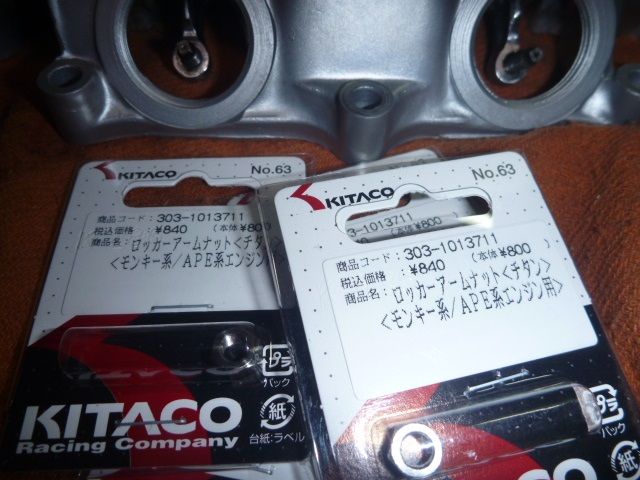 KITACO
No.63
商品コード: 303-1013711
税込価格: ¥840 (本体¥800)
商品名: ロッカーアームナット<チタン>
<モンキー系/APE系エンジン
プラ
パック
紙
台紙:ラベル
KITACO
Racing Company
KITACO
No.63
3-1013711
(本体¥800)
商品コード: 303-1013711
税込価格: ¥840 (本体¥800)
商品名: ロッカーアームナット<チタン>
<モンキー系/APE系エンジン用>
プラ
パック
紙